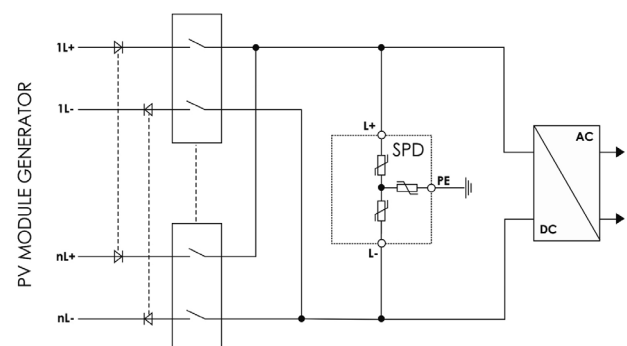 1L+
1L-
PV MODULE GENERATOR
nL+
nL-
L+
SPD
PE
L-
AC
DC